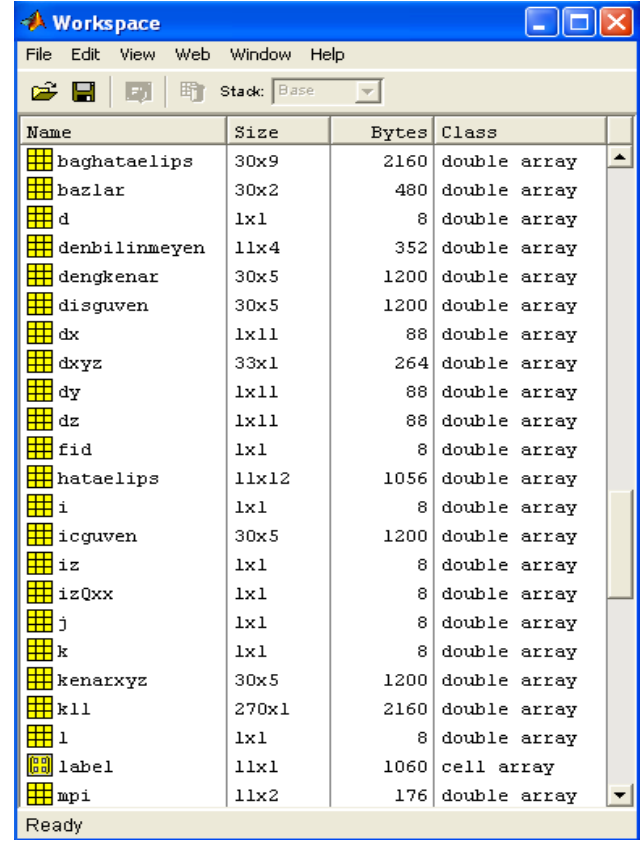 Workspace
File Edit View Web Window Help
Stack: Base
Name Size Bytes Class
baghataelips 30x9 2160 double array
bazlar 30x2 480 double array
d 1x1 8 double array
denbilinmeyen 11x4 352 double array
dengkenar 30x5 1200 double array
disguven 30x5 1200 double array
dx 1x11 88 double array
dxyz 33x1 264 double array
dy 1x11 88 double array
dz 1x11 88 double array
fid 1x1 8 double array
hataelips 11x12 1056 double array
i 1x1 8 double array
icguven 30x5 1200 double array
iz 1x1 8 double array
izQxx 1x1 8 double array
j 1x1 8 double array
k 1x1 8 double array
kenarxyz 30x5 1200 double array
kll 270x1 2160 double array
l 1x1 8 double array
label 11x1 1060 cell array
mpi 11x2 176 double array
Ready